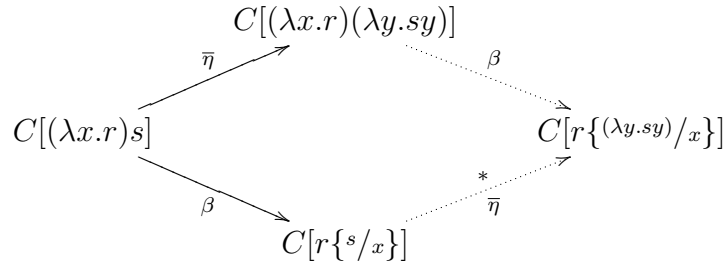 C[(λx.r)(λy.sy)]
η̅ β
C[(λx.r)s] C[r{(λy.sy)/x}]
β * η̅
C[r{s/x}]